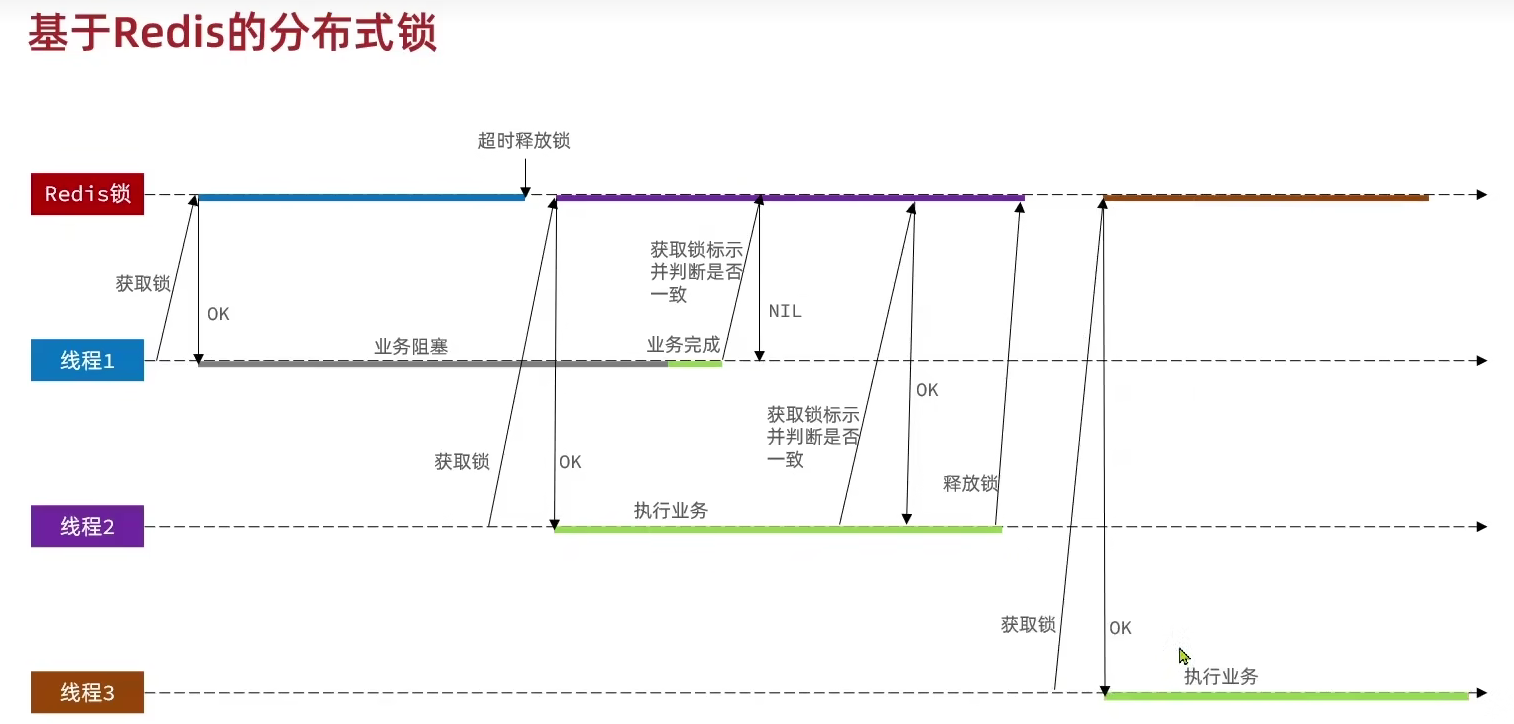 基于Redis的分布式锁
超时释放锁
Redis锁
获取锁
OK
获取锁标示
并判断是否
一致
NIL
线程1
业务阻塞
业务完成
获取锁
OK
获取锁标示
并判断是否
一致
OK
释放锁
线程2
执行业务
获取锁
OK
线程3
执行业务